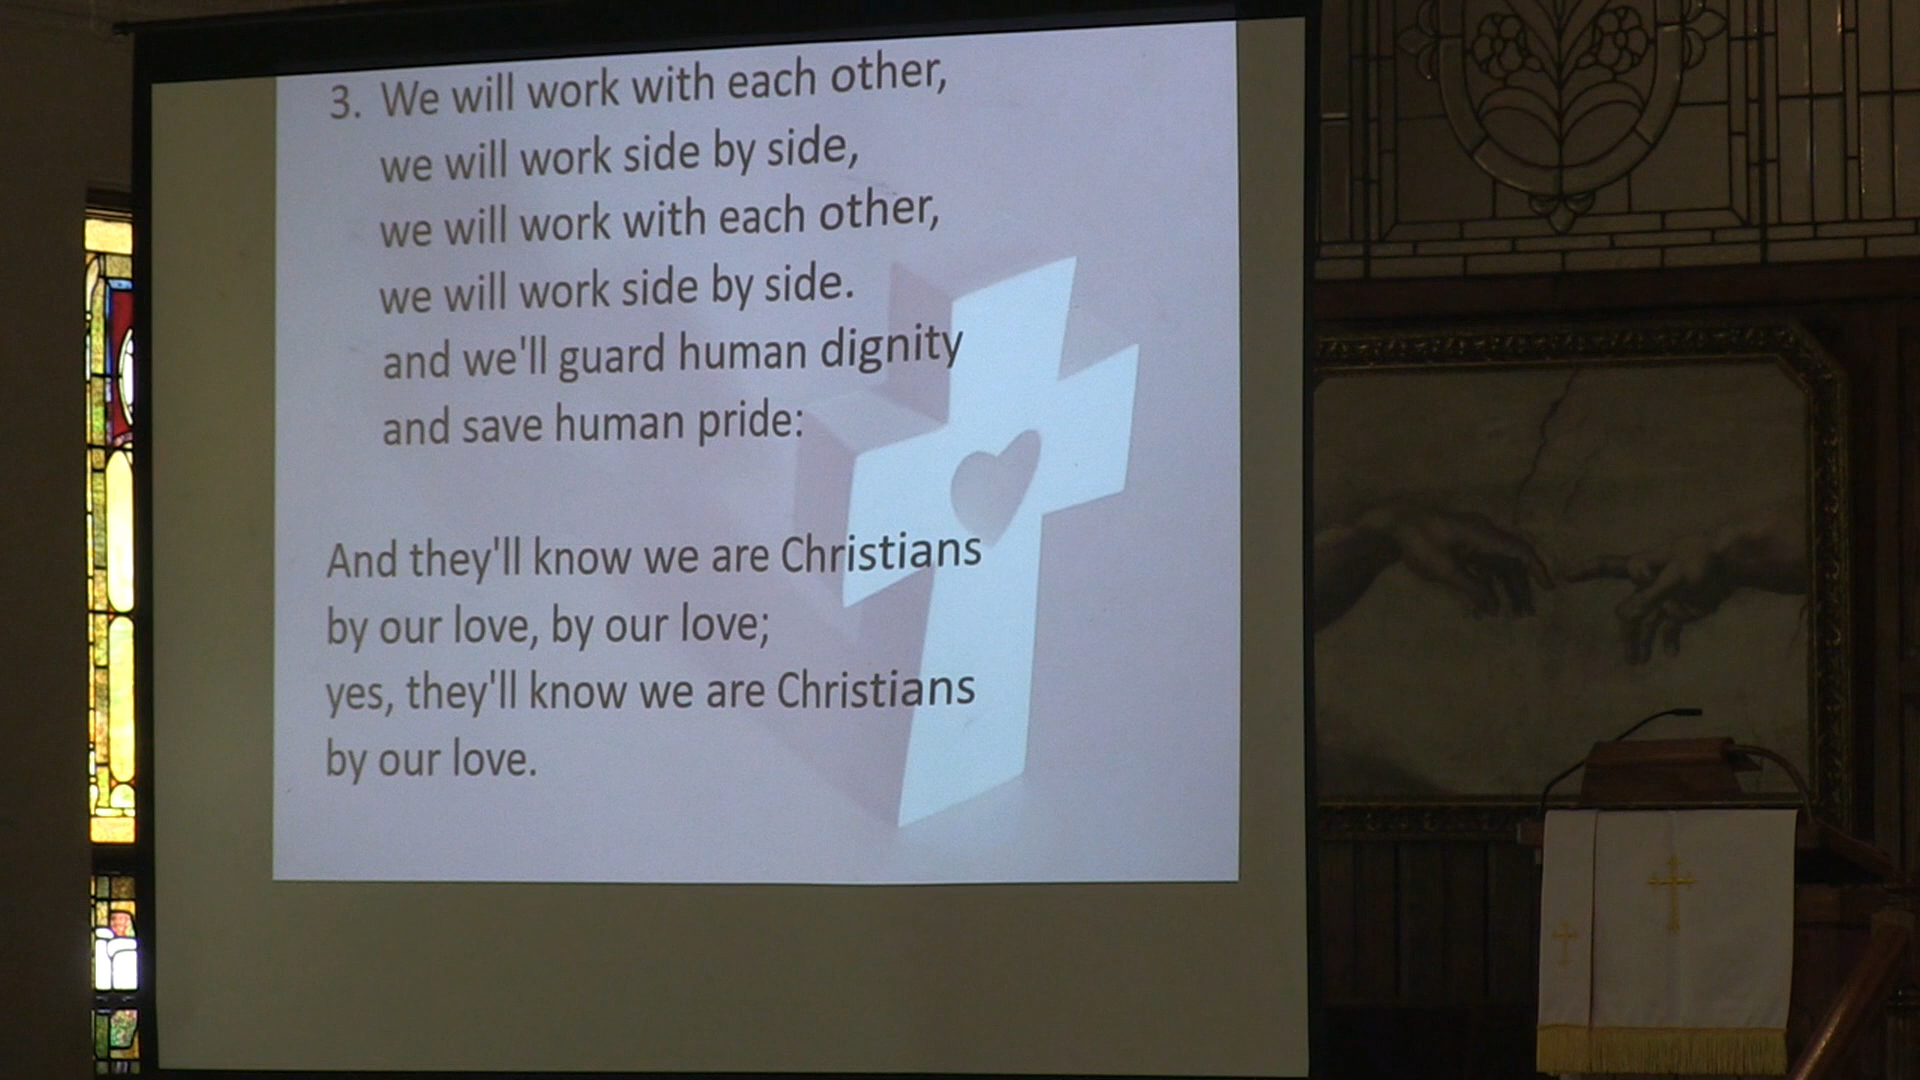 3. We will work with each other,
we will work side by side,
we will work with each other,
we will work side by side.
and we'll guard human dignity
and save human pride:
And they'll know we are Christians
by our love, by our love;
yes, they'll know we are Christians
by our love.